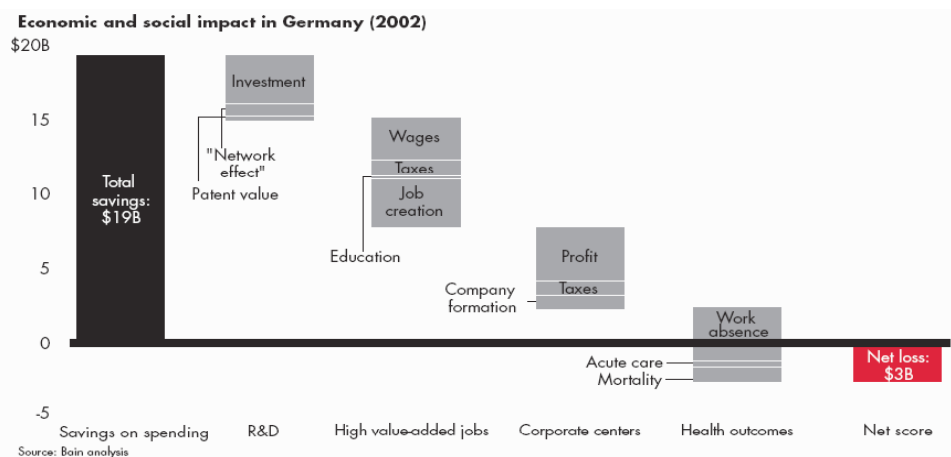 Economic and social impact in Germany (2002)
$20B
15
10
5
0
-5
Total
savings:
$19B
Investment
"Network
effect"
Patent value
Wages
Taxes
Job
creation
Education
Profit
Taxes
Company
formation
Work
absence
Acute care
Mortality
Net loss:
$3B
Savings on spending
R&D
High value-added jobs
Corporate centers
Health outcomes
Net score
Source: Bain analysis